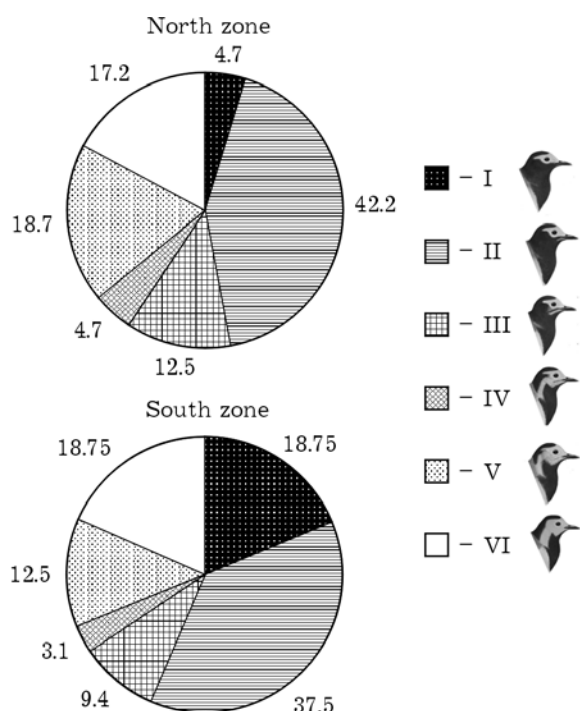 North zone
4.7
17.2
42.2
18.7
4.7
12.5
South zone
18.75
18.75
12.5
3.1
9.4
37.5
– I
– II
– III
– IV
– V
– VI